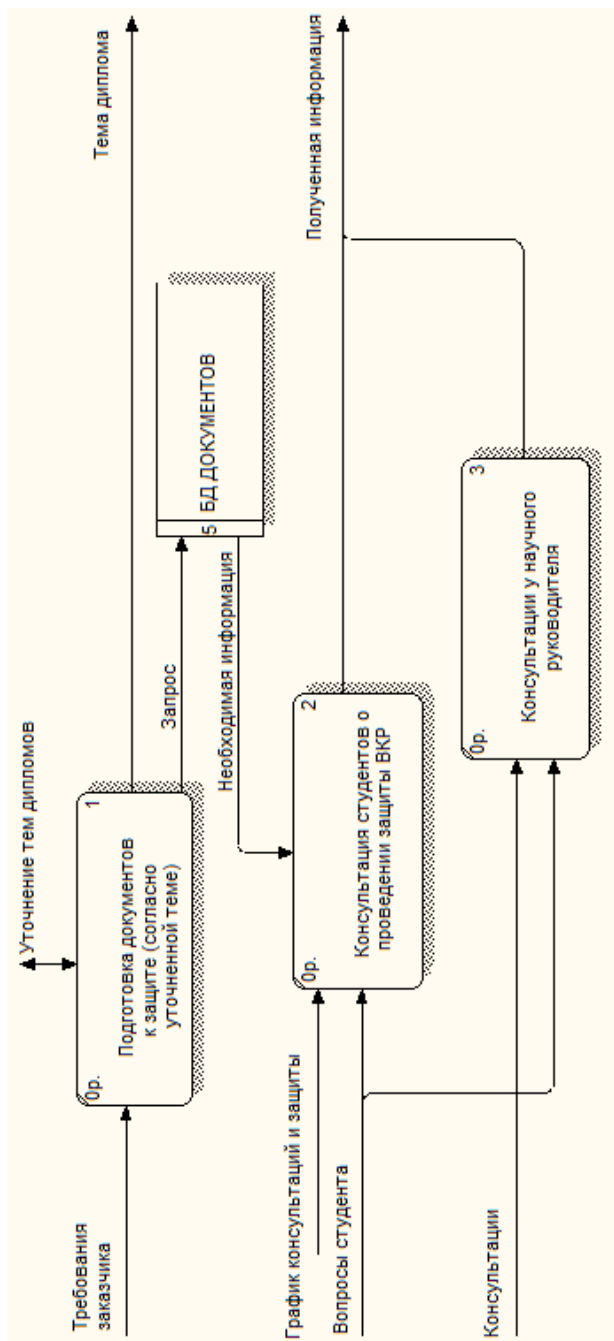 Уточнение тем дипломов
Тема диплома
Требования
заказчика
0р.
1
Подготовка документов
к защите (согласно
уточненной теме)
Запрос
5
БД ДОКУМЕНТОВ
Необходимая информация
График консультаций и защиты
Вопросы студента
0р.
2
Консультация студентов о
проведении защиты ВКР
Полученная информация
Консультации
0р.
3
Консультации у научного
руководителя